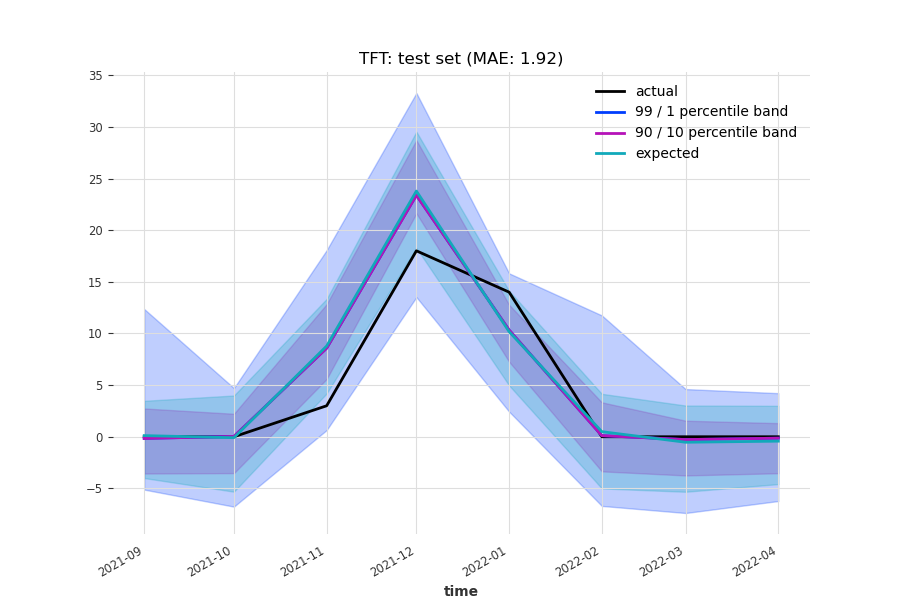 TFT: test set (MAE: 1.92)
actual
99 / 1 percentile band
90 / 10 percentile band
expected
35
30
25
20
15
10
5
0
−5
2021-09
2021-10
2021-11
2021-12
2022-01
2022-02
2022-03
2022-04
time